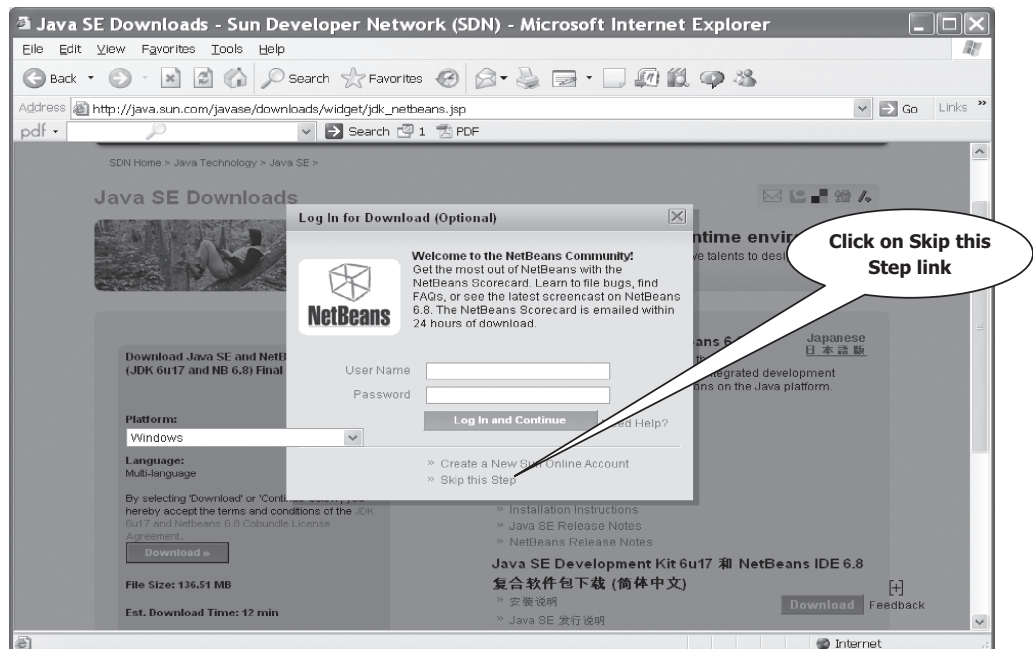 Java SE Downloads - Sun Developer Network (SDN) - Microsoft Internet Explorer
File Edit View Favorites Tools Help
Back Search Favorites
Address http://java.sun.com/javase/downloads/widget/jdk_netbeans.jsp Go Links »
pdf Search 1 PDF
SDN Home > Java Technology > Java SE >
Java SE Downloads
Log In for Download (Optional)
ntime
ve talents to
Click on Skip this
Step link
NetBeans
Welcome to the NetBeans Community!
Get the most out of NetBeans with the
NetBeans Scorecard. Learn to file bugs, find
FAQs, or see the latest screencast on NetBeans
6.8. The NetBeans Scorecard is emailed within
24 hours of download.
User Name
Password
Log In and Continue
Help?
» Create a New Sun Online Account
» Skip this Step
Japanese
日本語版
integrated development
ons on the Java platform.
Download Java SE and NetB
(JDK 6u17 and NB 6.8) Final
Platform:
Windows
Language:
Multi-language
By selecting 'Download' or 'Continue' below, you
hereby accept the terms and conditions of the JDK
6u17 and Netbeans 6.8 Cobundle License
Agreement.
Download »
File Size: 136.51 MB
Est. Download Time: 12 min
» Installation Instructions
» Java SE Release Notes
» NetBeans Release Notes
Java SE Development Kit 6u17 和 NetBeans IDE 6.8
复合软件包下载 (简体中文)
» 安装说明
» Java SE 发行说明
Download
[+]
Feedback
Internet